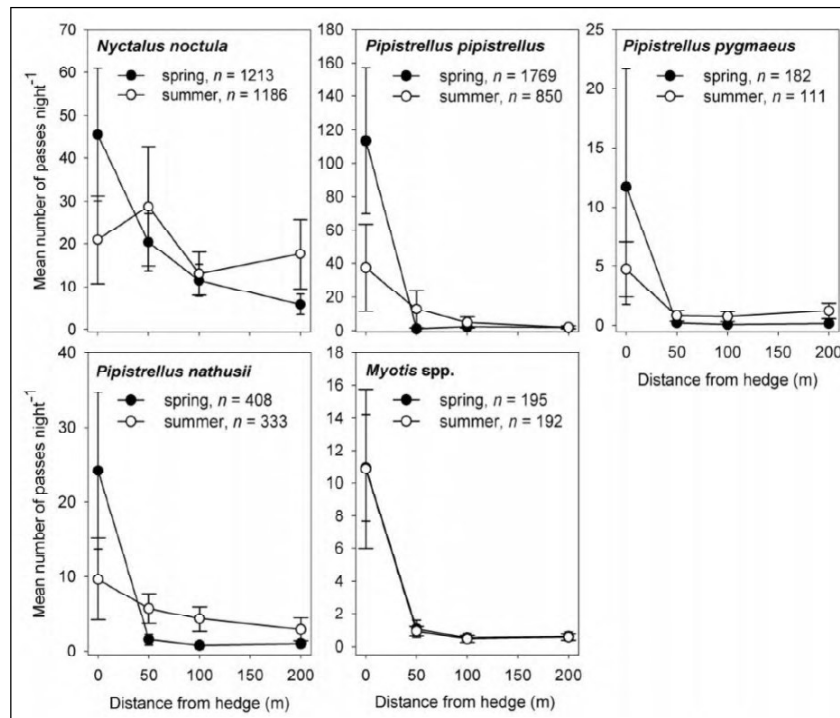 Nyctalus noctula
spring, n = 1213
summer, n = 1186
70
60
50
40
30
20
10
0
Mean number of passes night⁻¹
Pipistrellus pipistrellus
spring, n = 1769
summer, n = 850
180
160
140
120
100
80
60
40
20
0
Pipistrellus pygmaeus
spring, n = 182
summer, n = 111
25
20
15
10
5
0
0 50 100 150 200
Distance from hedge (m)
Pipistrellus nathusii
spring, n = 408
summer, n = 333
40
30
20
10
0
Mean number of passes night⁻¹
0 50 100 150 200
Distance from hedge (m)
Myotis spp.
spring, n = 195
summer, n = 192
18
16
14
12
10
8
6
4
2
0
0 50 100 150 200
Distance from hedge (m)